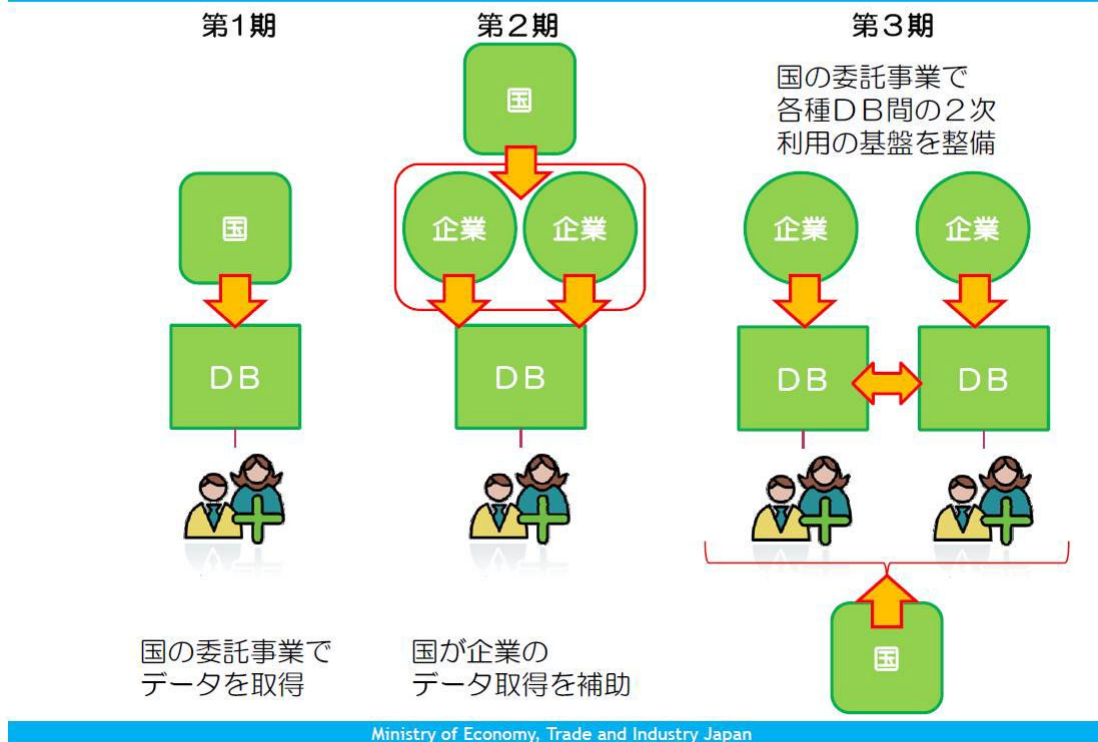 第1期
国
DB
国の委託事業で
データを取得
第2期
国
企業
企業
DB
国が企業の
データ取得を補助
第3期
国の委託事業で
各種DB間の2次
利用の基盤を整備
企業
企業
DB
DB
国
Ministry of Economy, Trade and Industry Japan